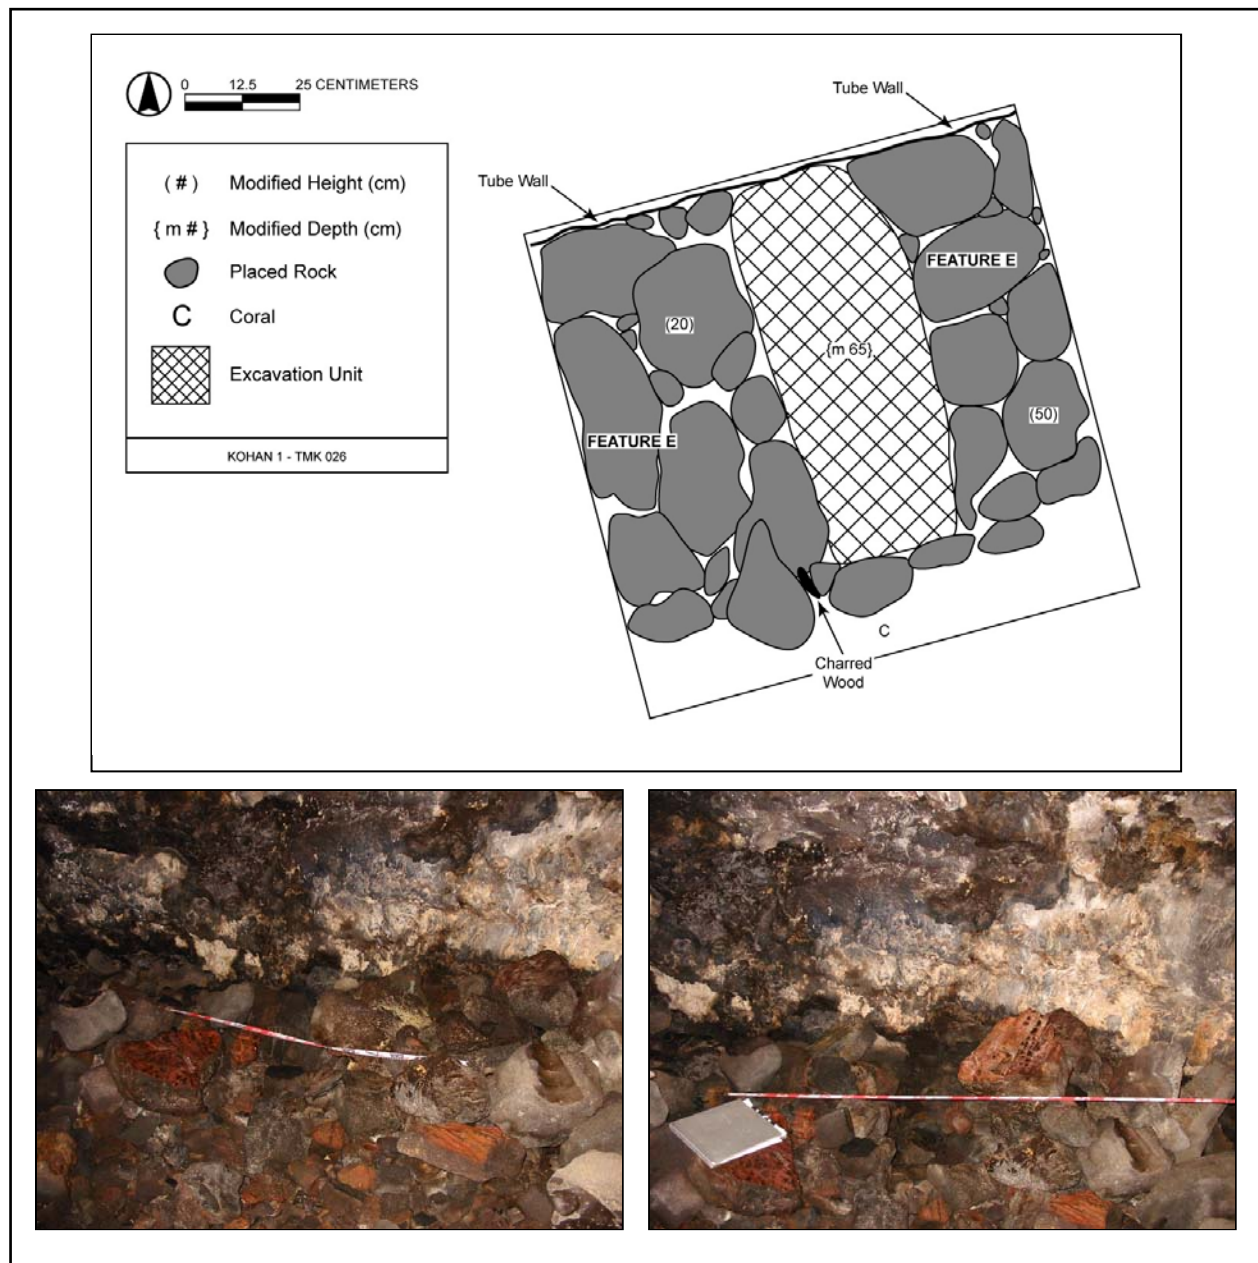 0 12.5 25 CENTIMETERS
( # ) Modified Height (cm)
{ m # } Modified Depth (cm)
Placed Rock
C Coral
Excavation Unit
KOHAN 1 - TMK 026
Tube Wall
Tube Wall
FEATURE E
(20)
{m 65}
(50)
FEATURE E
C
Charred
Wood